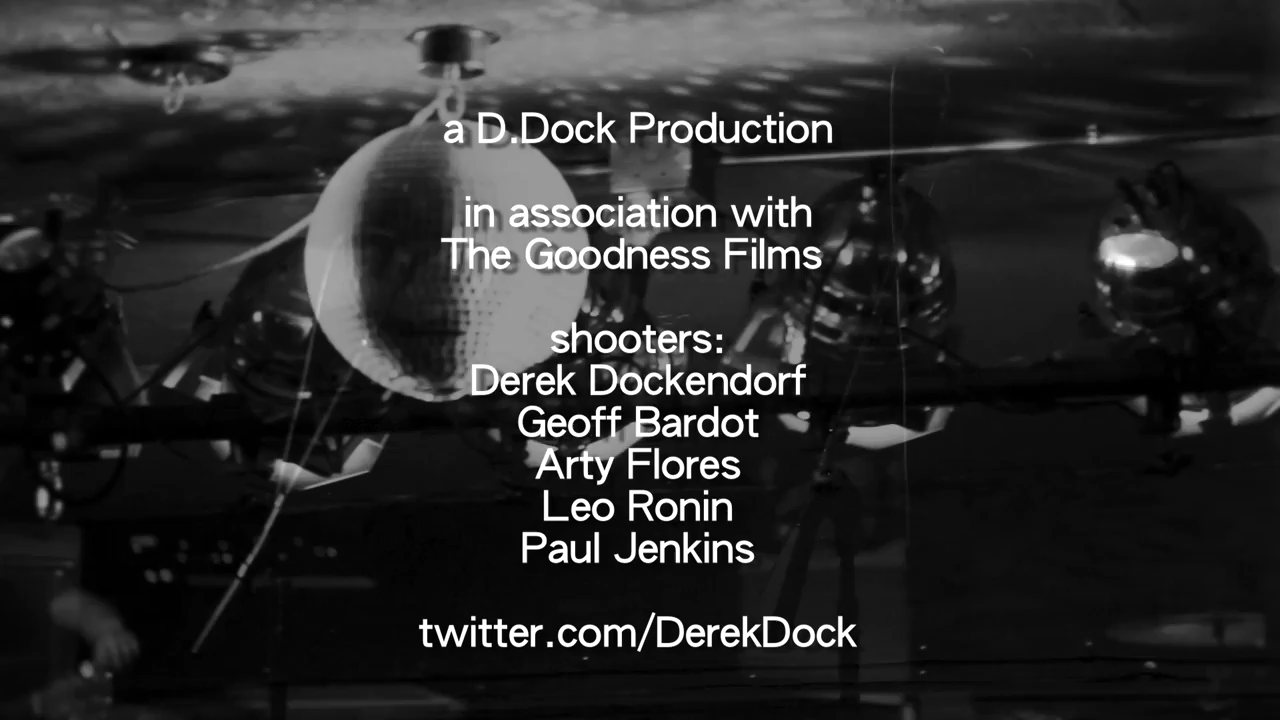 a D.Dock Production
in association with
The Goodness Films
shooters:
Derek Dockendorf
Geoff Bardot
Arty Flores
Leo Ronin
Paul Jenkins
twitter.com/DerekDock